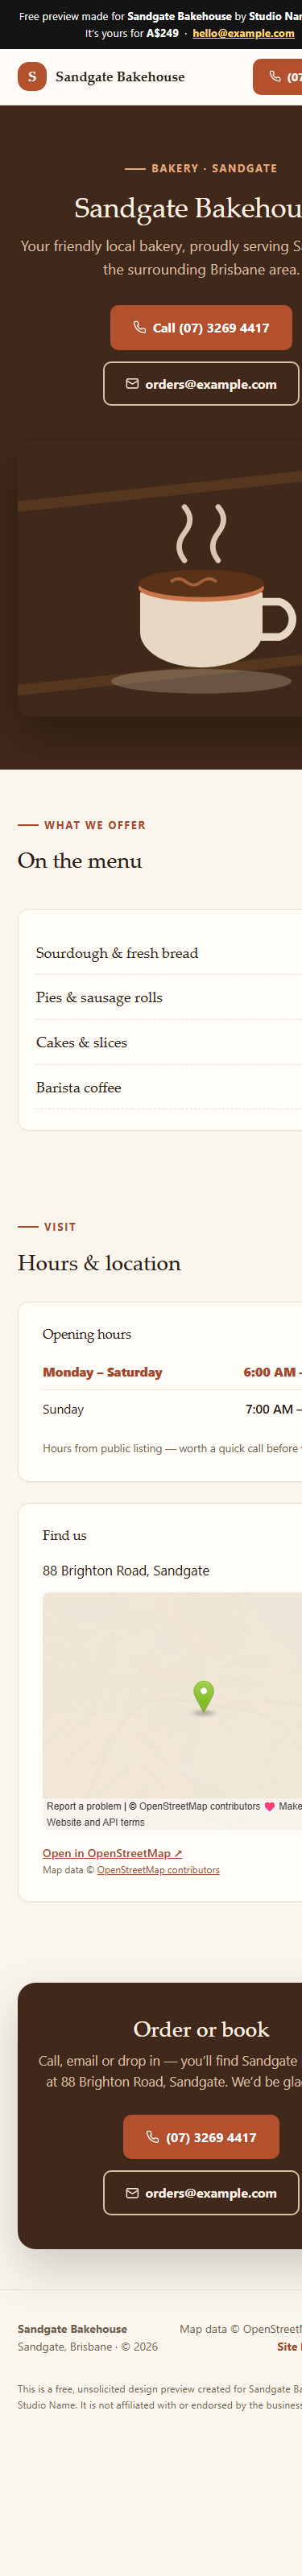 Free preview made for Sandgate Bakehouse by Studio
It's yours for A$249 · hello@example.com
S Sandgate Bakehouse
BAKERY · SANDGATE
Sandgate
Your friendly local bakery, proudly serving
the surrounding Brisbane area.
Call (07) 3269 4417
orders@example.com
WHAT WE OFFER
On the menu
Sourdough & fresh bread
Pies & sausage rolls
Cakes & slices
Barista coffee
VISIT
Hours & location
Opening hours
Monday – Saturday 6:00 AM –
Sunday 7:00 AM –
Hours from public listing — worth a quick call before
Find us
88 Brighton Road, Sandgate
Report a problem | © OpenStreetMap contributors ♥ Make
Website and API terms
Open in OpenStreetMap ↗
Map data © OpenStreetMap contributors
Order or book
Call, email or drop in — you'll find Sandgate
at 88 Brighton Road, Sandgate. We'd be
(07) 3269 4417
orders@example.com
Sandgate Bakehouse Map data ©
Sandgate, Brisbane · © 2026 Site
This is a free, unsolicited design preview created for Sandgate
Studio Name. It is not affiliated with or endorsed by the